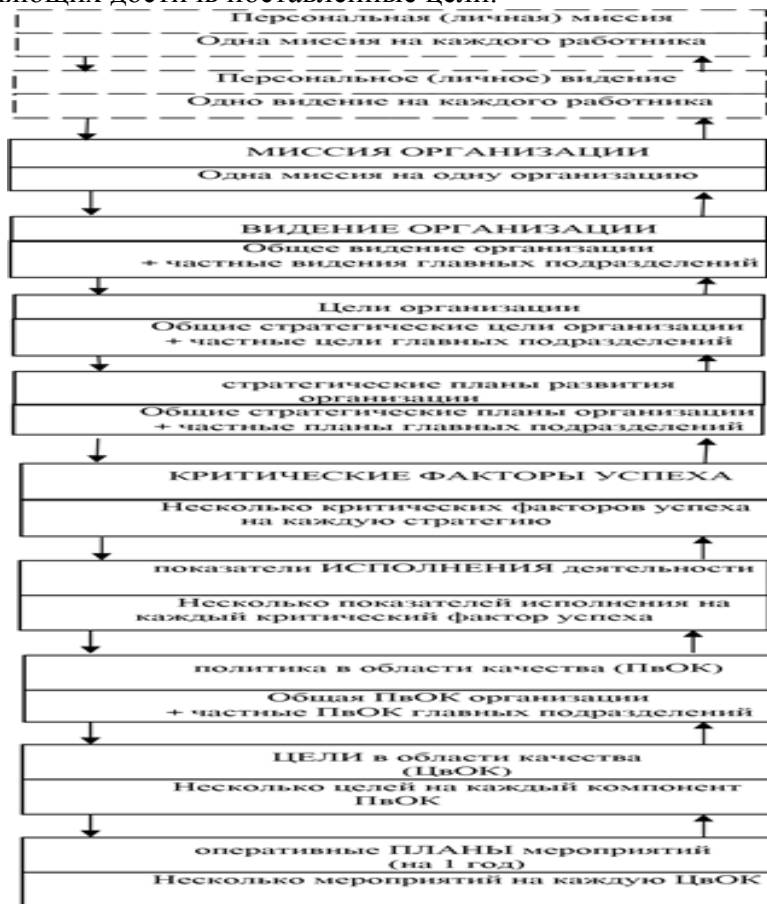 достичь поставленные цели.
Персональная (личная) миссия
Одна миссия на каждого работника
Персональное (личное) видение
Одно видение на каждого работника
МИССИЯ ОРГАНИЗАЦИИ
Одна миссия на одну организацию
ВИДЕНИЕ ОРГАНИЗАЦИИ
Общее видение организации
+ частные видения главных подразделений
Цели организации
Общие стратегические цели организации
+ частные цели главных подразделений
стратегические планы развития
организации
Общие стратегические планы организации
+ частные планы главных подразделений
КРИТИЧЕСКИЕ ФАКТОРЫ УСПЕХА
Несколько критических факторов успеха
на каждую стратегию
показатели ИСПОЛНЕНИЯ деятельности
Несколько показателей исполнения на
каждый критический фактор успеха
политика в области качества (ПвОК)
Общая ПвОК организации
+ частные ПвОК главных подразделений
ЦЕЛИ в области качества
(ЦвОК)
Несколько целей на каждый компонент
ПвОК
оперативные ПЛАНЫ мероприятий
(на 1 год)
Несколько мероприятий на каждую ЦвОК